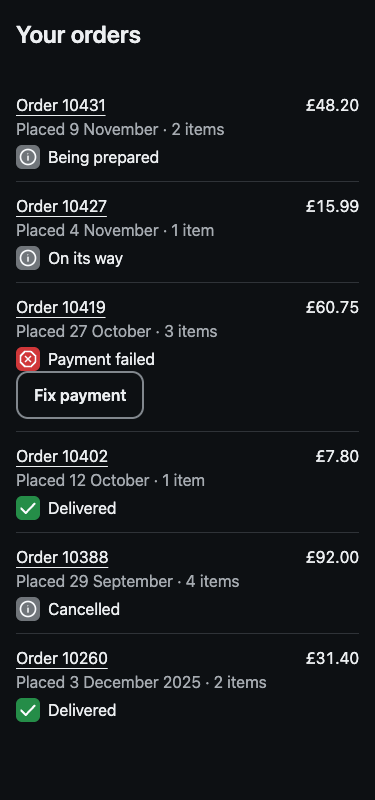 Your orders
Order 10431 £48.20
Placed 9 November · 2 items
Being prepared
Order 10427 £15.99
Placed 4 November · 1 item
On its way
Order 10419 £60.75
Placed 27 October · 3 items
Payment failed
Fix payment
Order 10402 £7.80
Placed 12 October · 1 item
Delivered
Order 10388 £92.00
Placed 29 September · 4 items
Cancelled
Order 10260 £31.40
Placed 3 December 2025 · 2 items
Delivered